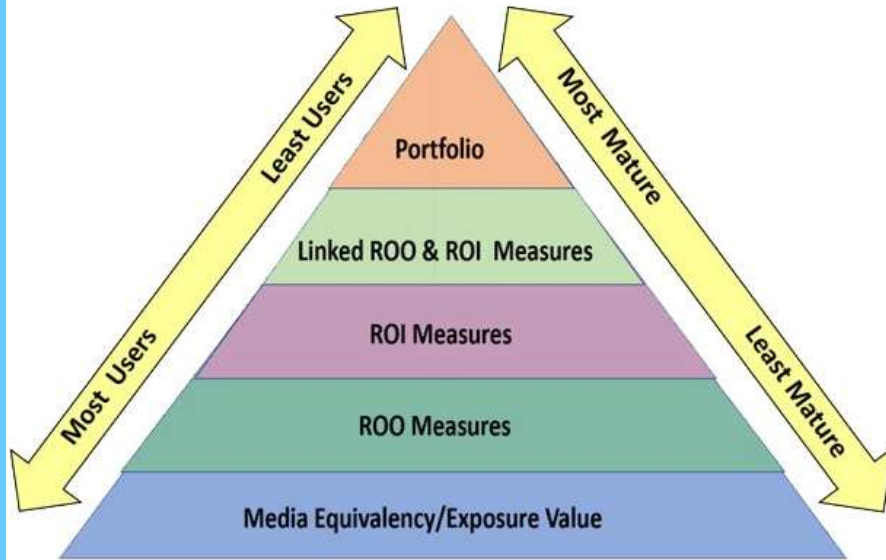 Least Users
Most Mature
Portfolio
Linked ROO & ROI Measures
ROI Measures
Most Users
Least Mature
ROO Measures
Media Equivalency/Exposure Value